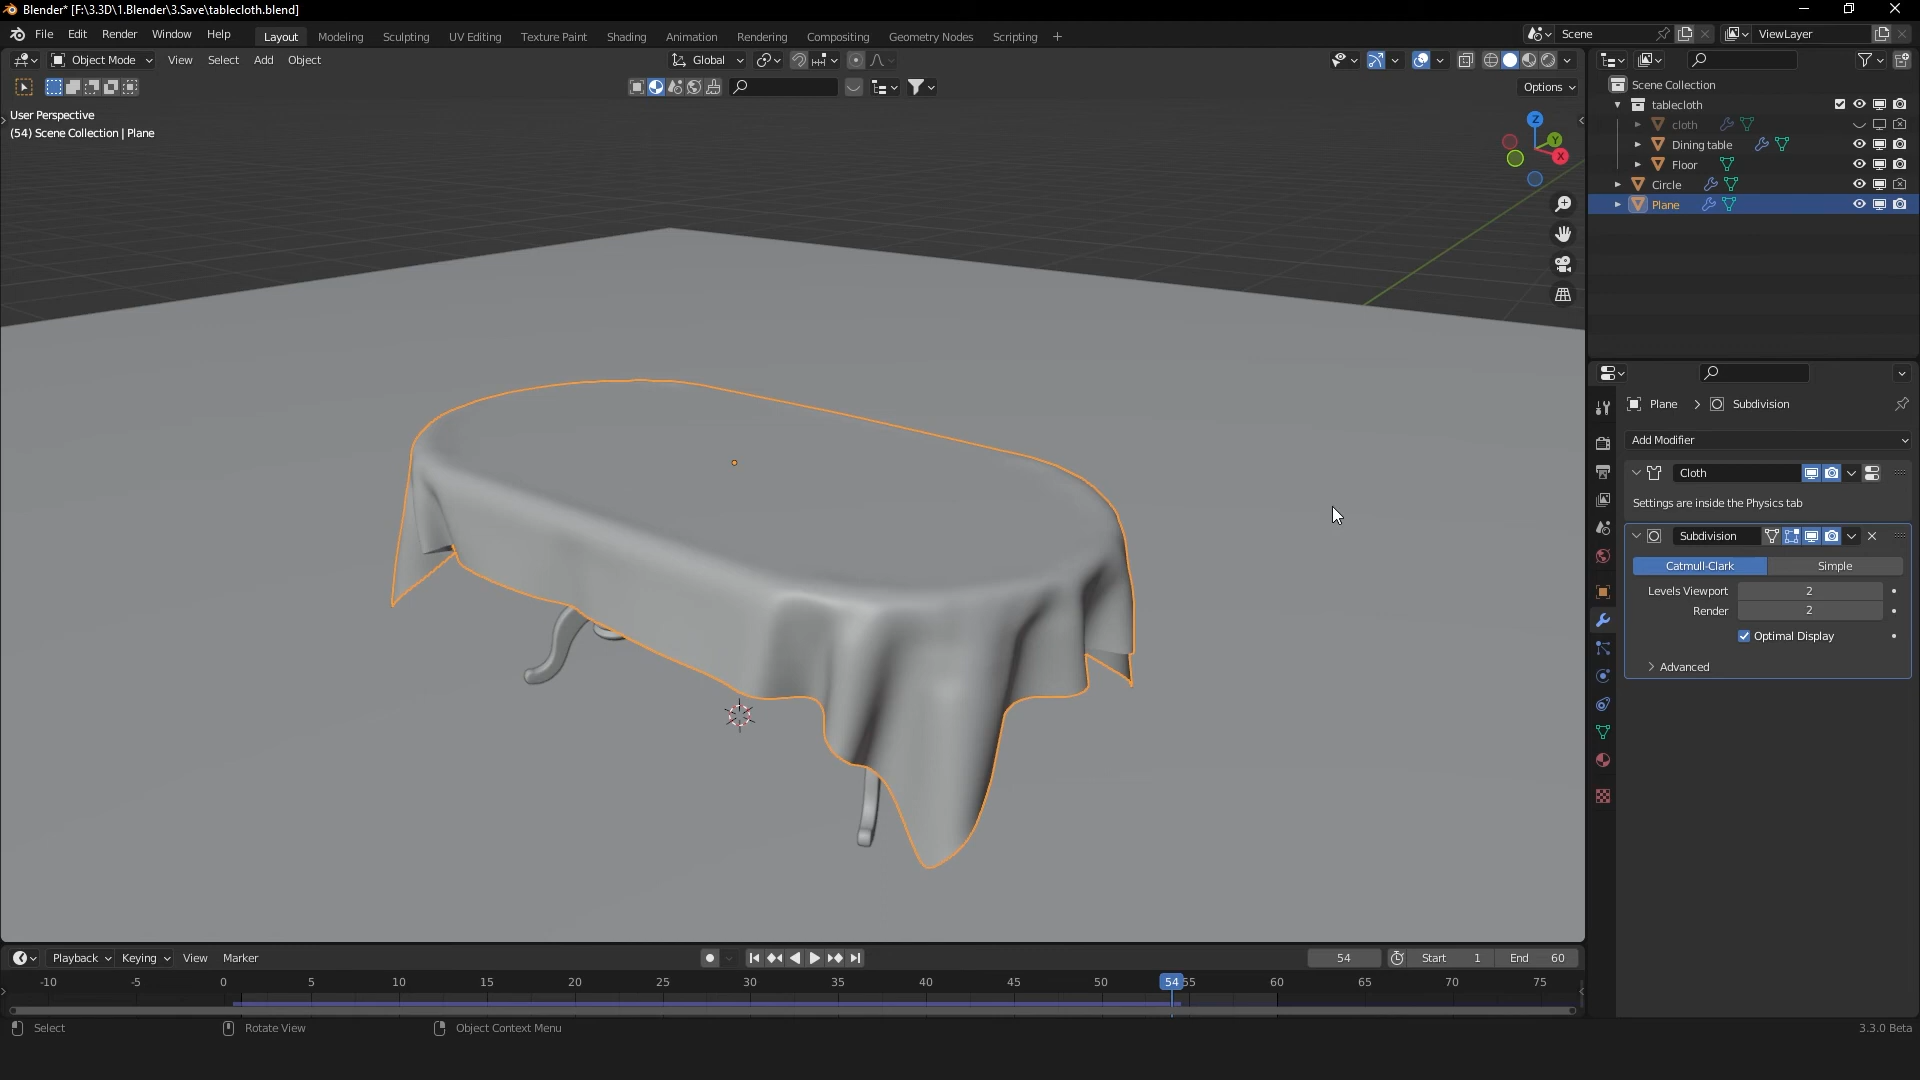 Blender* [F:\3.3D\1.Blender\3.Save\tablecloth.blend]
File Edit Render Window Help Layout Modeling Sculpting UV Editing Texture Paint Shading Animation Rendering Compositing Geometry Nodes Scripting + Scene ViewLayer
Object Mode View Select Add Object Global
Options
User Perspective
(54) Scene Collection | Plane
Z
Y
X
Scene Collection
tablecloth
cloth
Dining table
Floor
Circle
Plane
Plane > Subdivision
Add Modifier
Cloth
Settings are inside the Physics tab
Subdivision
Catmull-Clark Simple
Levels Viewport 2
Render 2
Optimal Display
Advanced
Playback Keying View Marker 54 Start 1 End 60
-10 -5 0 5 10 15 20 25 30 35 40 45 50 54 55 60 65 70 75
Select Rotate View Object Context Menu 3.3.0 Beta